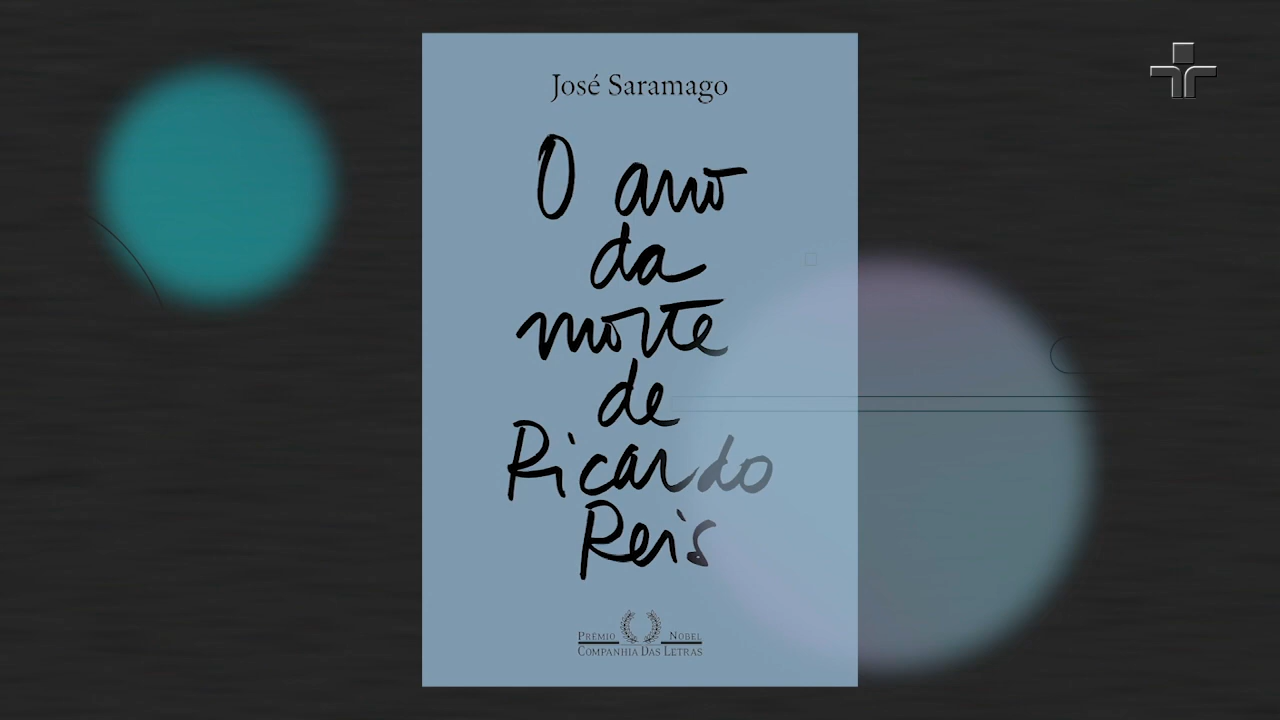 José Saramago
O ano
da
morte
de
Ricardo
Reis
PRÊMIO NOBEL
COMPANHIA DAS LETRAS